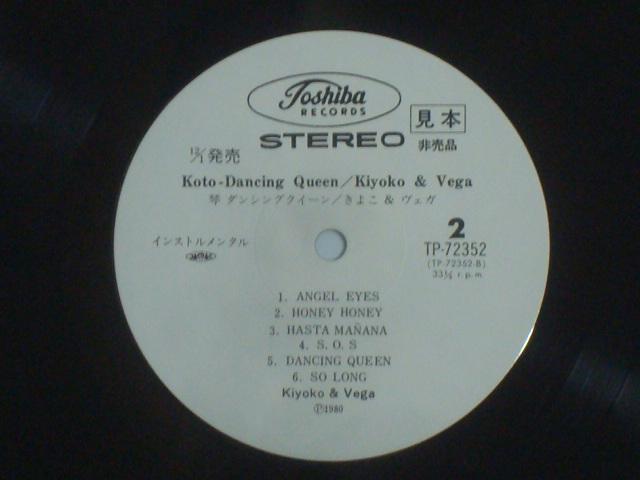 Toshiba
RECORDS
STEREO
見本
非売品
12/1発売
Koto-Dancing Queen/Kiyoko & Vega
琴 ダンシングクイーン/きよこ & ヴェガ
インストルメンタル
2
TP-72352
(TP-72352-B)
33⅓ r.p.m.
1. ANGEL EYES
2. HONEY HONEY
3. HASTA MAÑANA
4. S. O. S
5. DANCING QUEEN
6. SO LONG
Kiyoko & Vega
Ⓟ1980